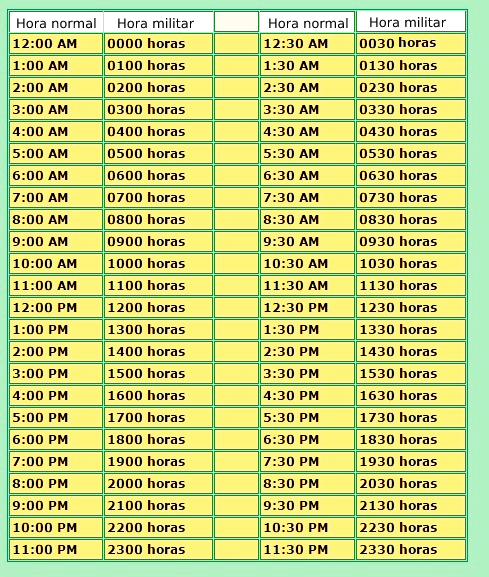 Hora normal Hora militar Hora normal Hora militar
12:00 AM 0000 horas 12:30 AM 0030 horas
1:00 AM 0100 horas 1:30 AM 0130 horas
2:00 AM 0200 horas 2:30 AM 0230 horas
3:00 AM 0300 horas 3:30 AM 0330 horas
4:00 AM 0400 horas 4:30 AM 0430 horas
5:00 AM 0500 horas 5:30 AM 0530 horas
6:00 AM 0600 horas 6:30 AM 0630 horas
7:00 AM 0700 horas 7:30 AM 0730 horas
8:00 AM 0800 horas 8:30 AM 0830 horas
9:00 AM 0900 horas 9:30 AM 0930 horas
10:00 AM 1000 horas 10:30 AM 1030 horas
11:00 AM 1100 horas 11:30 AM 1130 horas
12:00 PM 1200 horas 12:30 PM 1230 horas
1:00 PM 1300 horas 1:30 PM 1330 horas
2:00 PM 1400 horas 2:30 PM 1430 horas
3:00 PM 1500 horas 3:30 PM 1530 horas
4:00 PM 1600 horas 4:30 PM 1630 horas
5:00 PM 1700 horas 5:30 PM 1730 horas
6:00 PM 1800 horas 6:30 PM 1830 horas
7:00 PM 1900 horas 7:30 PM 1930 horas
8:00 PM 2000 horas 8:30 PM 2030 horas
9:00 PM 2100 horas 9:30 PM 2130 horas
10:00 PM 2200 horas 10:30 PM 2230 horas
11:00 PM 2300 horas 11:30 PM 2330 horas